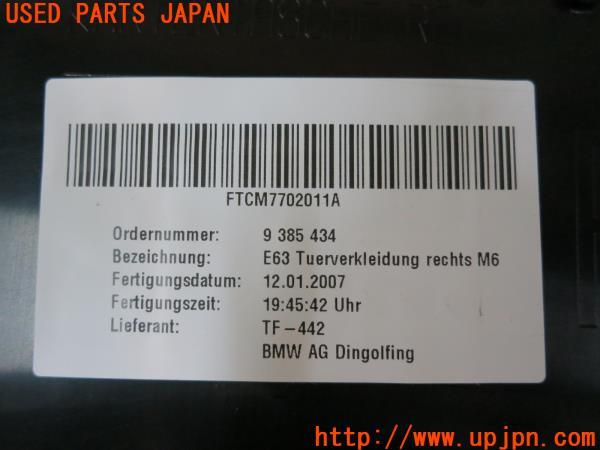 USED PARTS JAPAN
FTCM7702011A
Ordernummer: 9 385 434
Bezeichnung: E63 Tuerverkleidung rechts M6
Fertigungsdatum: 12.01.2007
Fertigungszeit: 19:45:42 Uhr
Lieferant: TF-442
BMW AG Dingolfing
UPJ
http://www.upjpn.com/